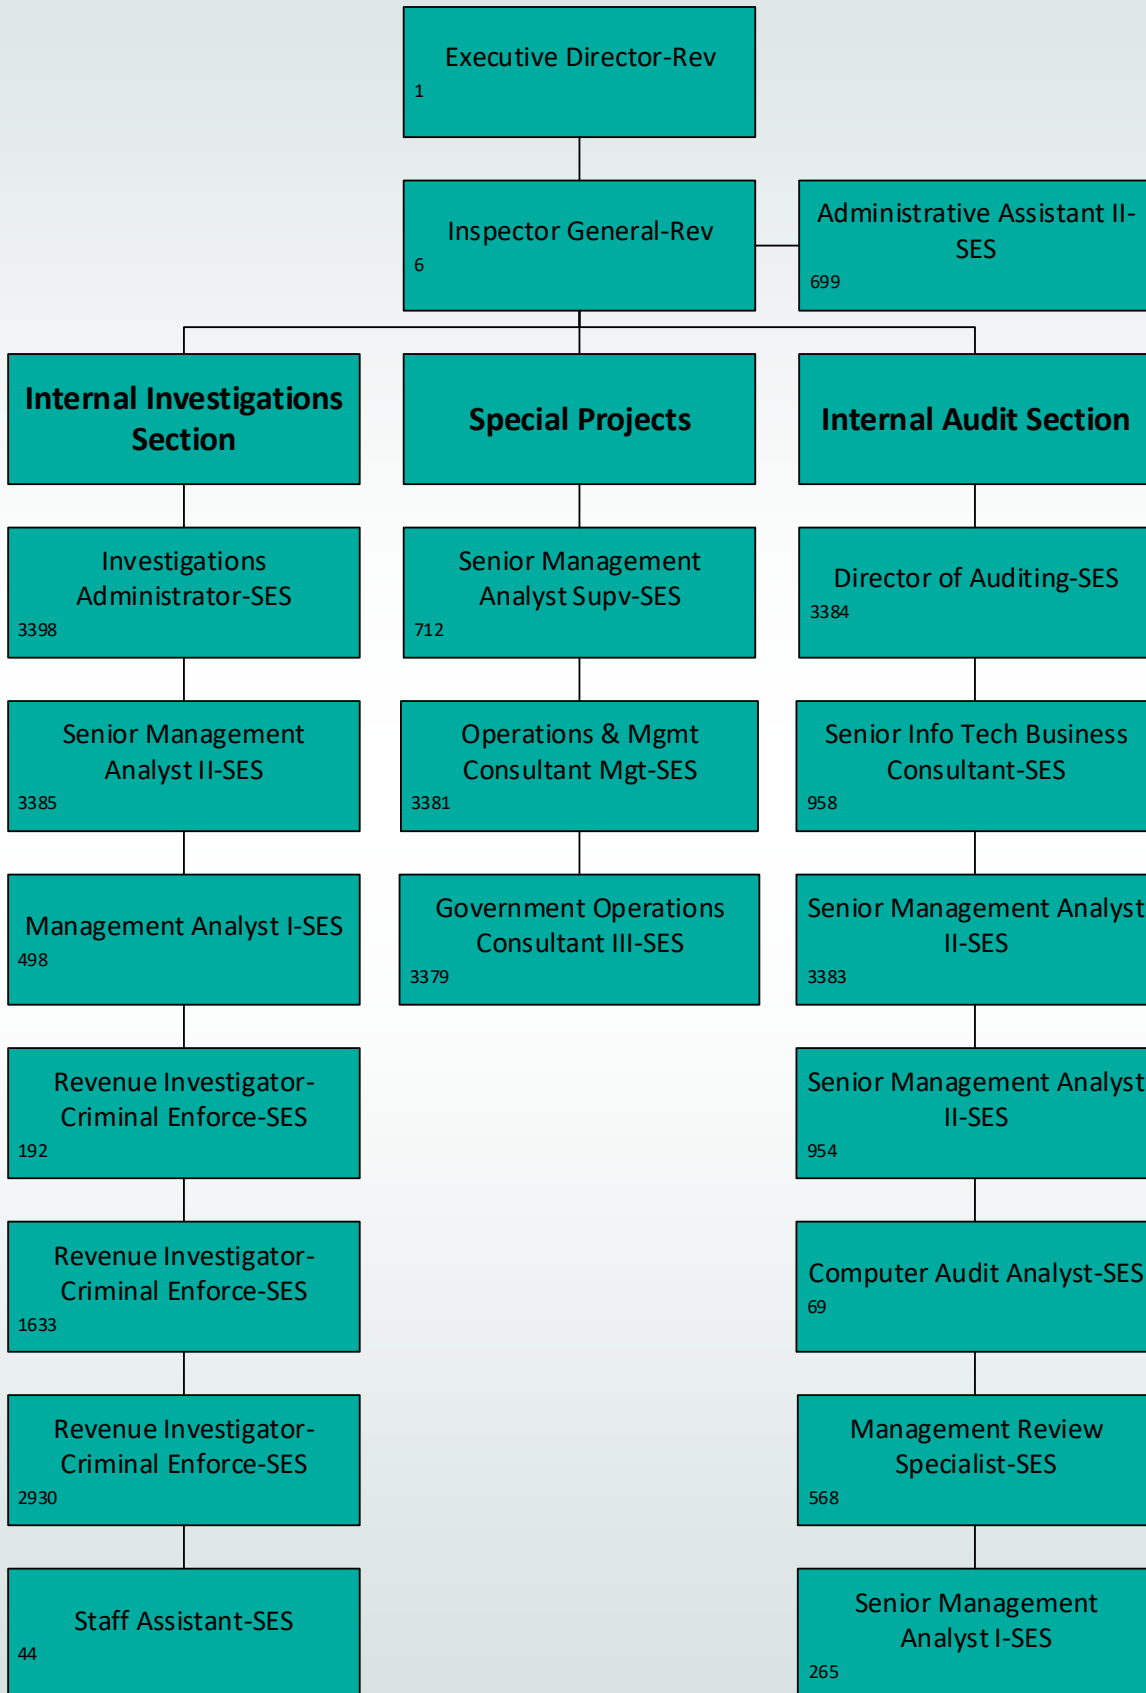 Executive Director-Rev
1
Inspector General-Rev
6
Administrative Assistant II-
SES
699
Internal Investigations
Section
Special Projects
Internal Audit Section
Investigations
Administrator-SES
3398
Senior Management
Analyst Supv-SES
712
Director of Auditing-SES
3384
Senior Management
Analyst II-SES
3385
Operations & Mgmt
Consultant Mgt-SES
3381
Senior Info Tech Business
Consultant-SES
958
Management Analyst I-SES
498
Government Operations
Consultant III-SES
3379
Senior Management Analyst
II-SES
3383
Revenue Investigator-
Criminal Enforce-SES
192
Senior Management Analyst
II-SES
954
Revenue Investigator-
Criminal Enforce-SES
1633
Computer Audit Analyst-SES
69
Revenue Investigator-
Criminal Enforce-SES
2930
Management Review
Specialist-SES
568
Staff Assistant-SES
44
Senior Management
Analyst I-SES
265